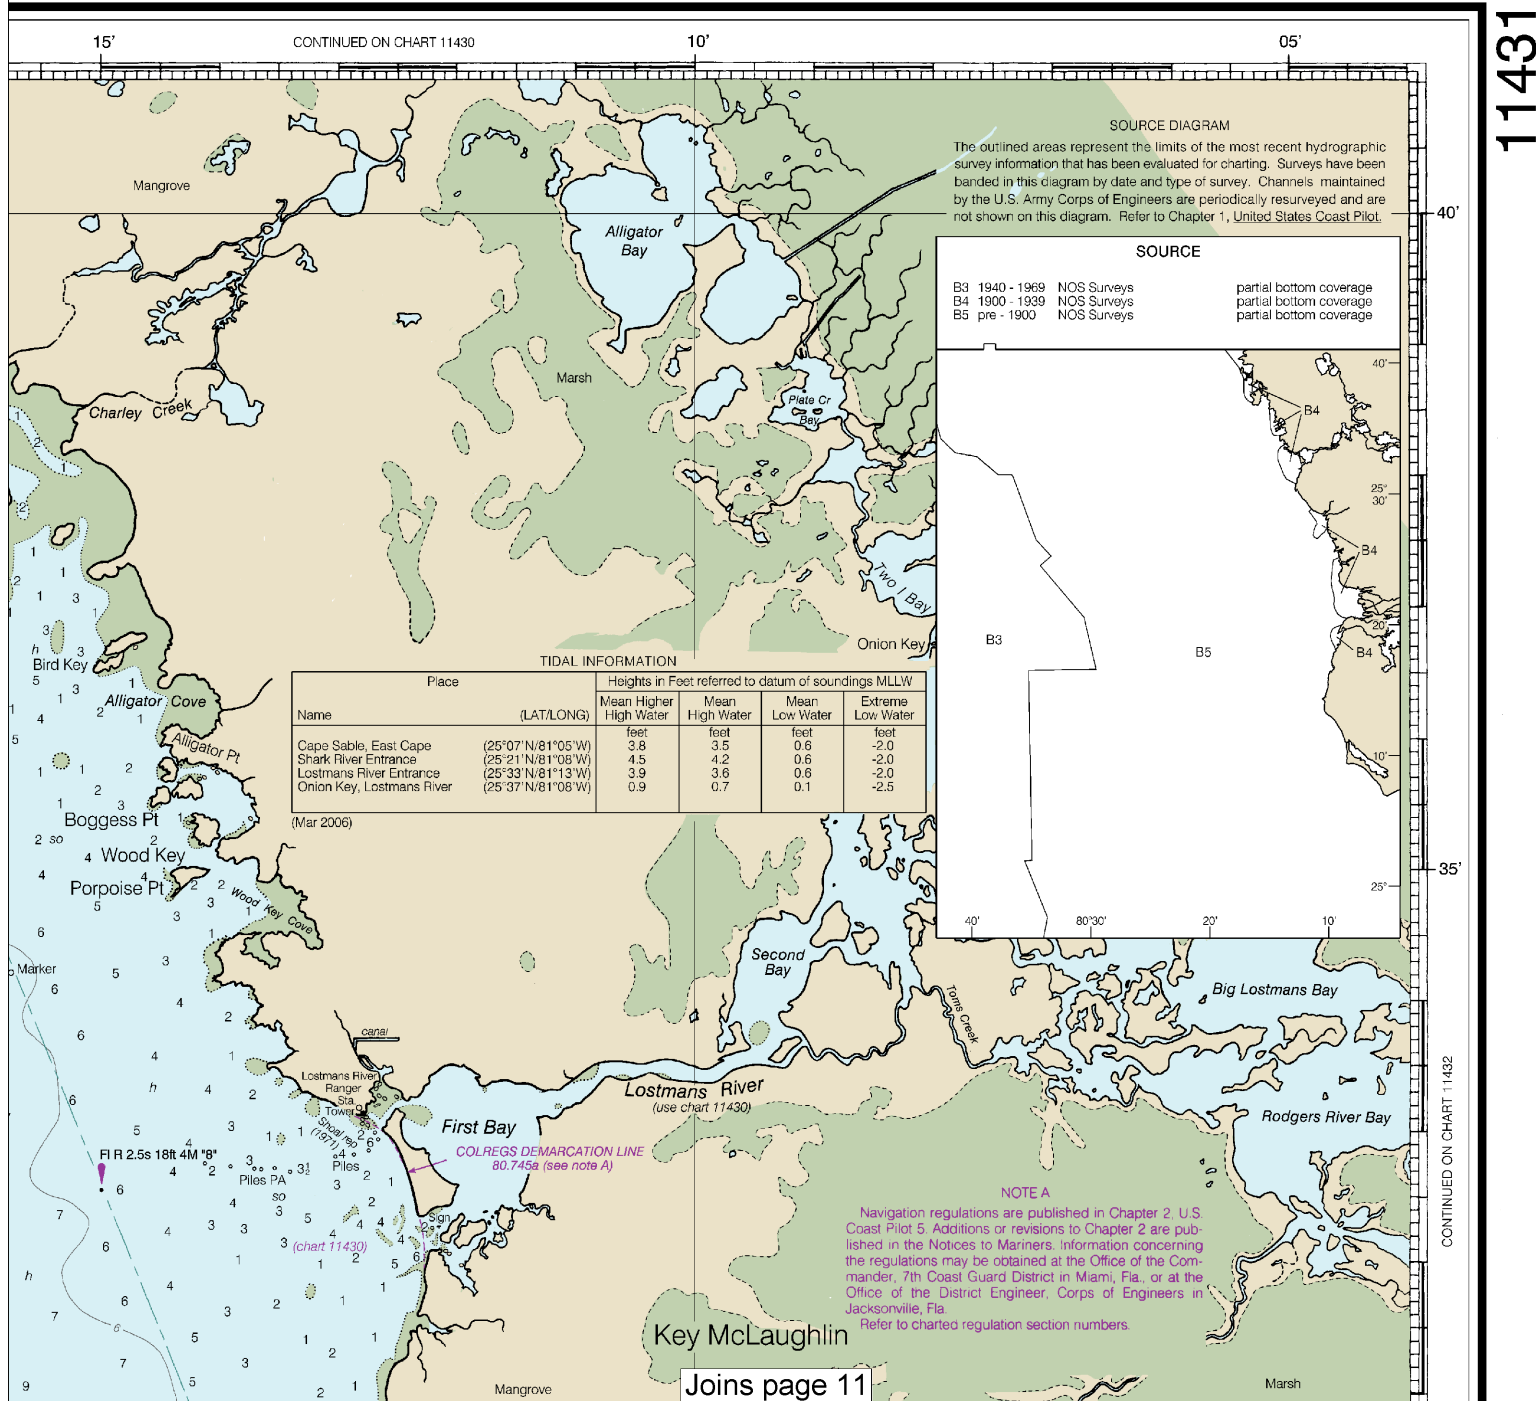 11431
15'
CONTINUED ON CHART 11430
10'
05'
SOURCE DIAGRAM
The outlined areas represent the limits of the most recent hydrographic
survey information that has been evaluated for charting. Surveys have been
banded in this diagram by date and type of survey. Channels maintained
by the U.S. Army Corps of Engineers are periodically resurveyed and are
not shown on this diagram. Refer to Chapter 1, United States Coast Pilot.
40'
Mangrove
Alligator
Bay
SOURCE
B3 1940 - 1969 NOS Surveys partial bottom coverage
B4 1900 - 1939 NOS Surveys partial bottom coverage
B5 pre - 1900 NOS Surveys partial bottom coverage
40'
B4
25°
30'
B4
20'
B4
B3
B5
10'
25°
40'
80°30'
20'
10'
Marsh
Charley Creek
Plate Cr
Bay
Two I Bay
Onion Key
Bird Key
Alligator Cove
Alligator Pt
TIDAL INFORMATION
Place Heights in Feet referred to datum of soundings MLLW
Name (LAT/LONG) Mean Higher High Water Mean High Water Mean Low Water Extreme Low Water
feet feet feet feet
Cape Sable, East Cape (25°07'N/81°05'W) 3.8 3.5 0.6 -2.0
Shark River Entrance (25°21'N/81°08'W) 4.5 4.2 0.6 -2.0
Lostmans River Entrance (25°33'N/81°13'W) 3.9 3.6 0.6 -2.0
Onion Key, Lostmans River (25°37'N/81°08'W) 0.9 0.7 0.1 -2.5
(Mar 2006)
Boggess Pt
Wood Key
Porpoise Pt
Wood Key Cove
35'
Marker
Second
Bay
Toms Creek
Big Lostmans Bay
canal
Lostmans River
Ranger
Sta
Tower
Shoal rep
(1971)
Lostmans River
(use chart 11430)
First Bay
Rodgers River Bay
COLREGS DEMARCATION LINE
80.745a (see note A)
Fl R 2.5s 18ft 4M "8"
Piles
Piles PA
so
Sign
(chart 11430)
NOTE A
Navigation regulations are published in Chapter 2, U.S.
Coast Pilot 5. Additions or revisions to Chapter 2 are pub-
lished in the Notices to Mariners. Information concerning
the regulations may be obtained at the Office of the Com-
mander, 7th Coast Guard District in Miami, Fla., or at the
Office of the District Engineer, Corps of Engineers in
Jacksonville, Fla.
Refer to charted regulation section numbers.
CONTINUED ON CHART 11432
Key McLaughlin
Joins page 11
Mangrove
Marsh